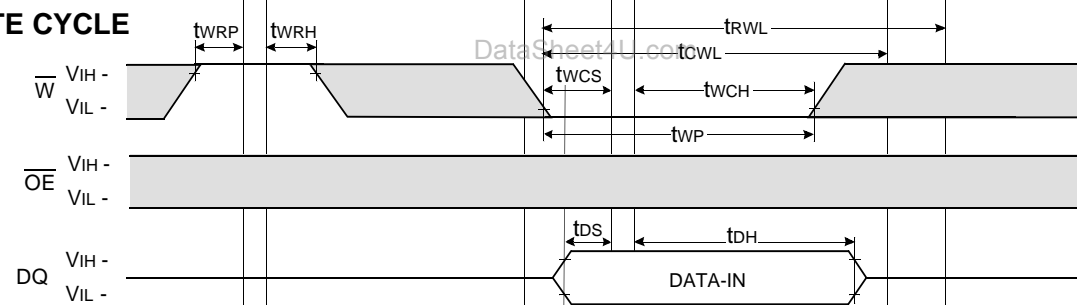 TE CYCLE
tWRP
tWRH
tRWL
DataSheet4U.com
tCWL
W
VIH -
VIL -
tWCS
tWCH
tWP
OE
VIH -
VIL -
tDS
tDH
DQ
VIH -
VIL -
DATA-IN